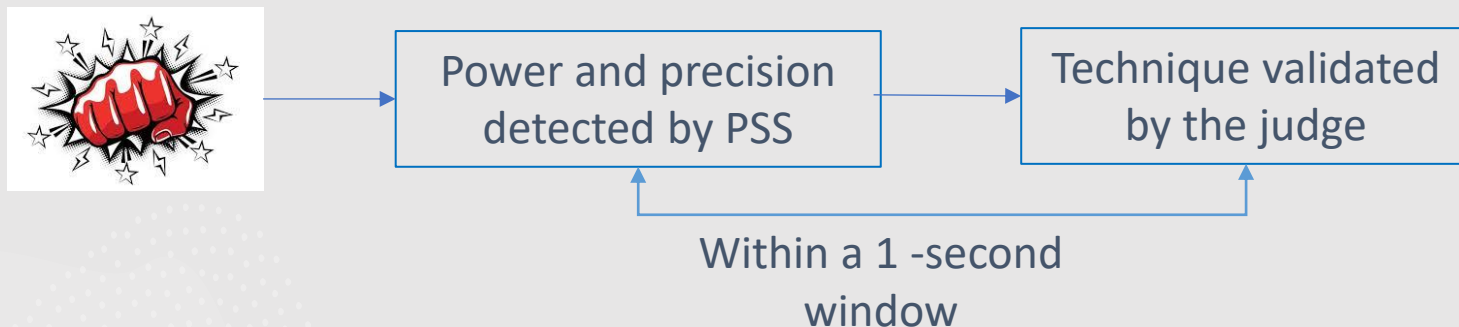 Power and precision
detected by PSS
Technique validated
by the judge
Within a 1 -second
window